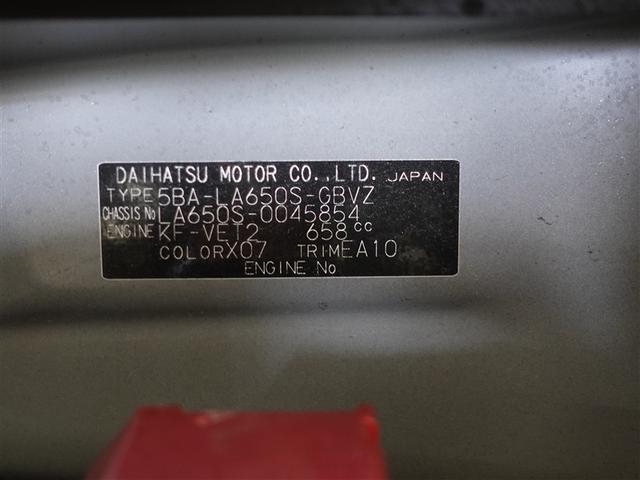 DAIHATSU MOTOR CO.,LTD. JAPAN
TYPE 5BA-LA650S-GBVZ
CHASSIS No LA650S-0045854
ENGINE KF-VET2 658cc
COLOR X07 TRIM EA10
ENGINE No